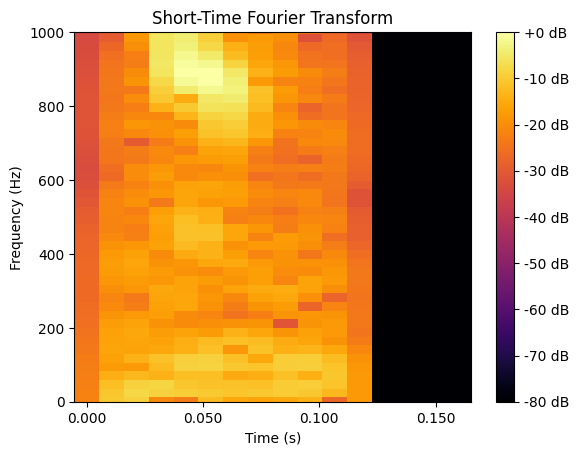 Short-Time Fourier Transform
1000
800
600
400
200
0
Frequency (Hz)
0.000
0.050
0.100
0.150
Time (s)
+0 dB
-10 dB
-20 dB
-30 dB
-40 dB
-50 dB
-60 dB
-70 dB
-80 dB